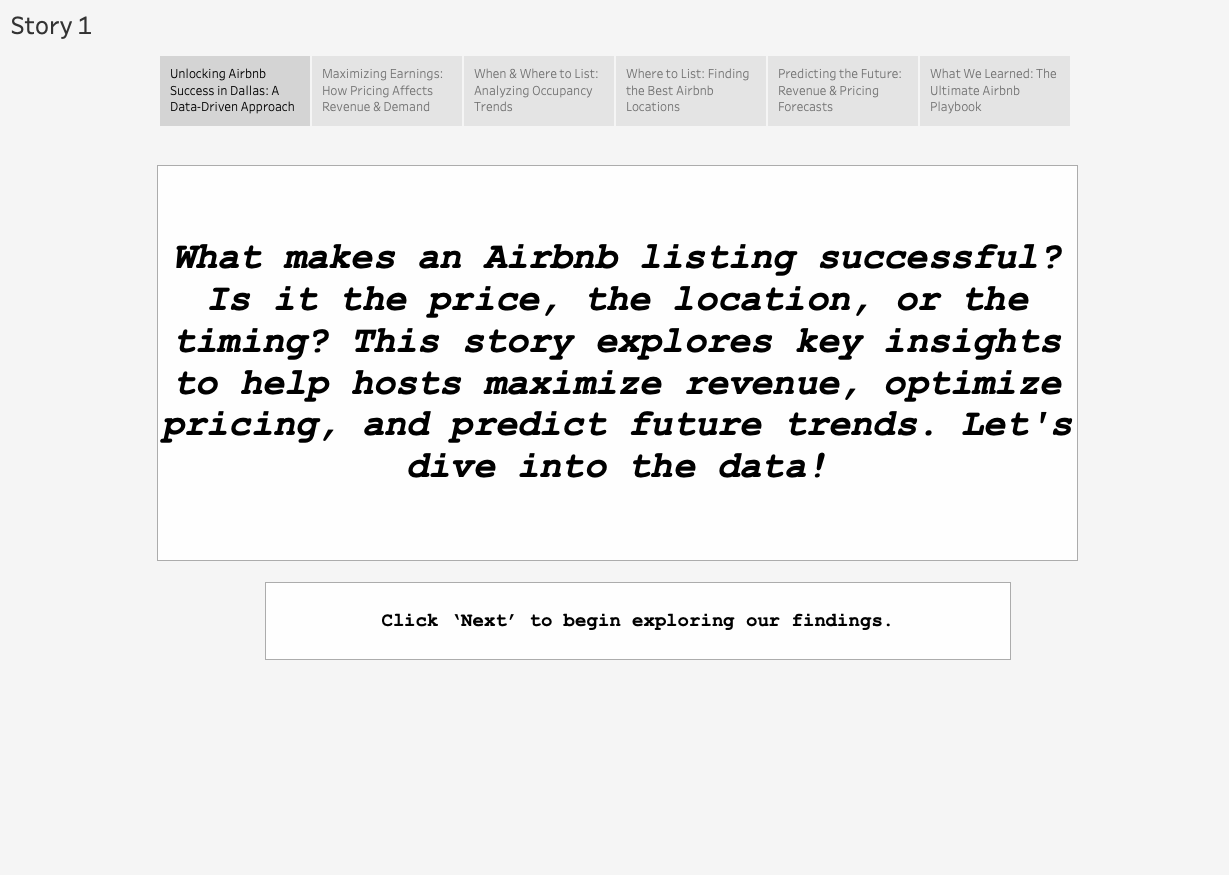 Story 1
Unlocking Airbnb
Success in Dallas: A
Data-Driven Approach
Maximizing Earnings:
How Pricing Affects
Revenue & Demand
When & Where to List:
Analyzing Occupancy
Trends
Where to List: Finding
the Best Airbnb
Locations
Predicting the Future:
Revenue & Pricing
Forecasts
What We Learned: The
Ultimate Airbnb
Playbook
What makes an Airbnb listing successful?
Is it the price, the location, or the
timing? This story explores key insights
to help hosts maximize revenue, optimize
pricing, and predict future trends. Let's
dive into the data!
Click ‘Next’ to begin exploring our findings.